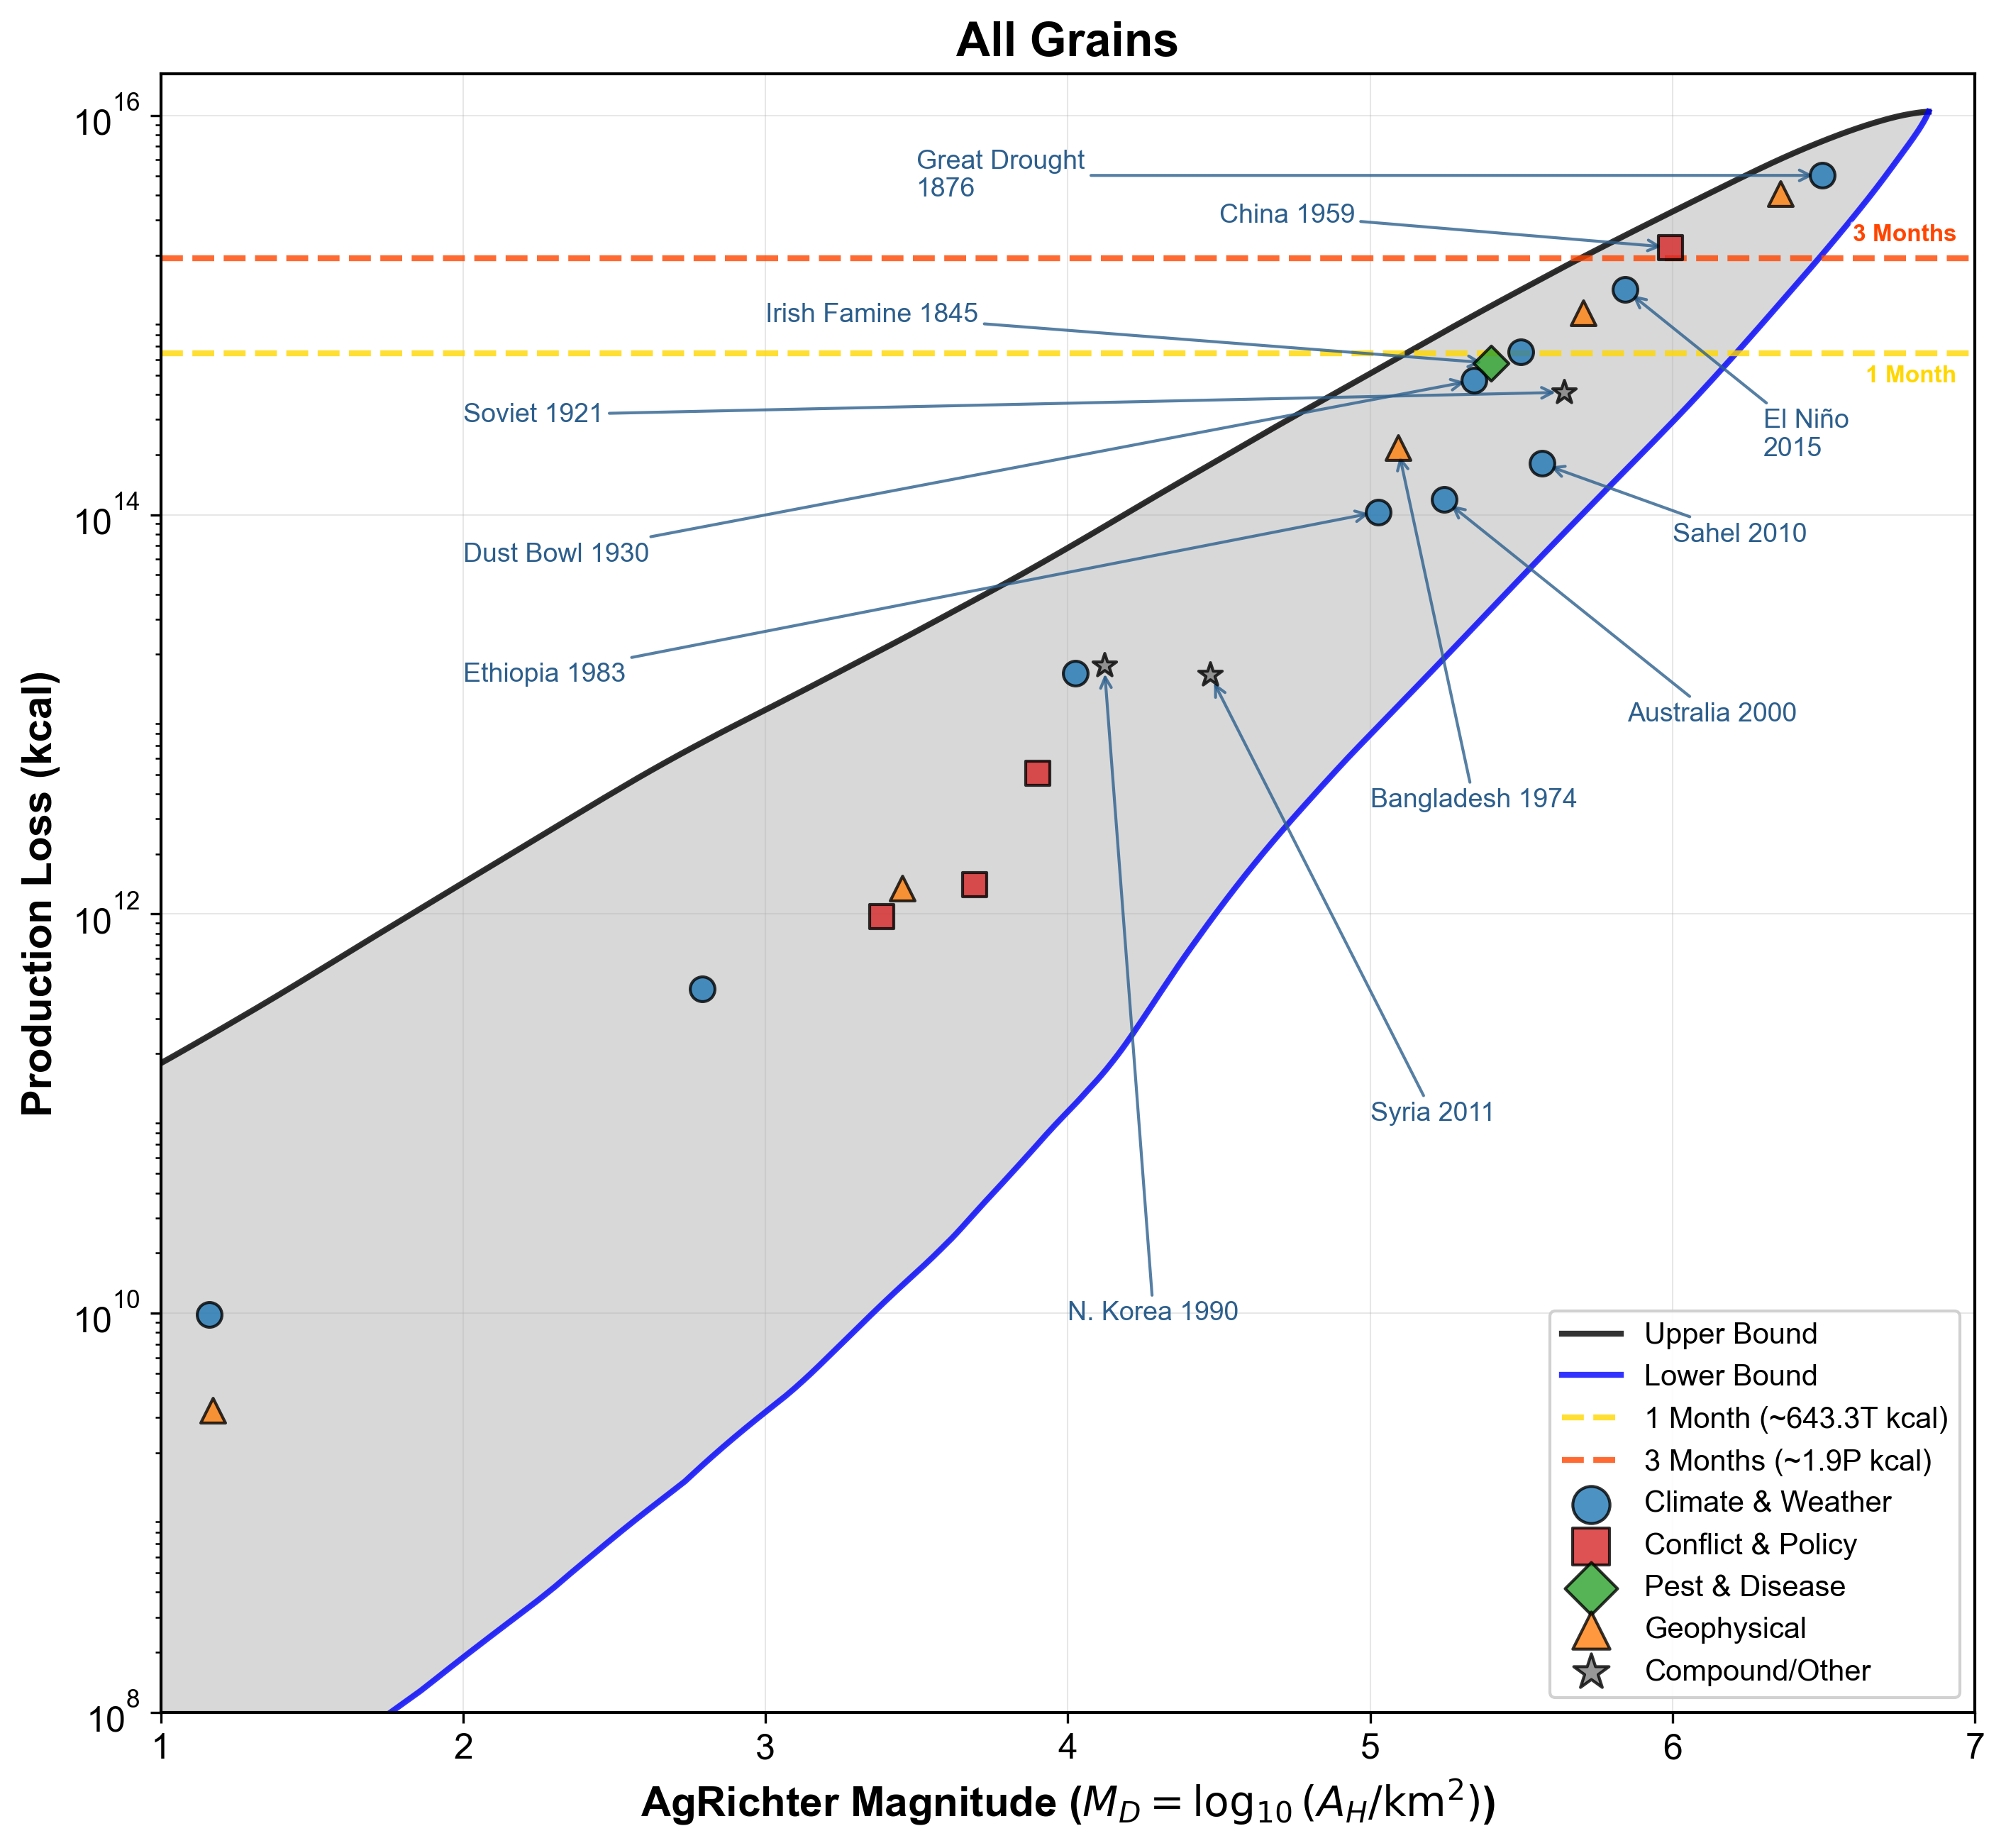 All Grains
Production Loss (kcal)
10^16
10^14
10^12
10^10
10^8
Great Drought
1876
China 1959
3 Months
Irish Famine 1845
1 Month
Soviet 1921
El Niño
2015
Dust Bowl 1930
Sahel 2010
Ethiopia 1983
Australia 2000
Bangladesh 1974
Syria 2011
N. Korea 1990
Upper Bound
Lower Bound
1 Month (~643.3T kcal)
3 Months (~1.9P kcal)
Climate & Weather
Conflict & Policy
Pest & Disease
Geophysical
Compound/Other
1 2 3 4 5 6 7
AgRichter Magnitude (M_D = log_10(A_H/km^2))